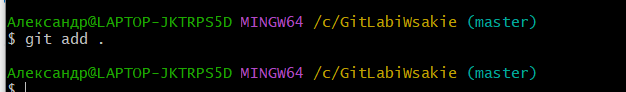 Александр@LAPTOP-JKTRPS5D MINGW64 /c/GitLabiWsakie (master)
$ git add .
Александр@LAPTOP-JKTRPS5D MINGW64 /c/GitLabiWsakie (master)
$